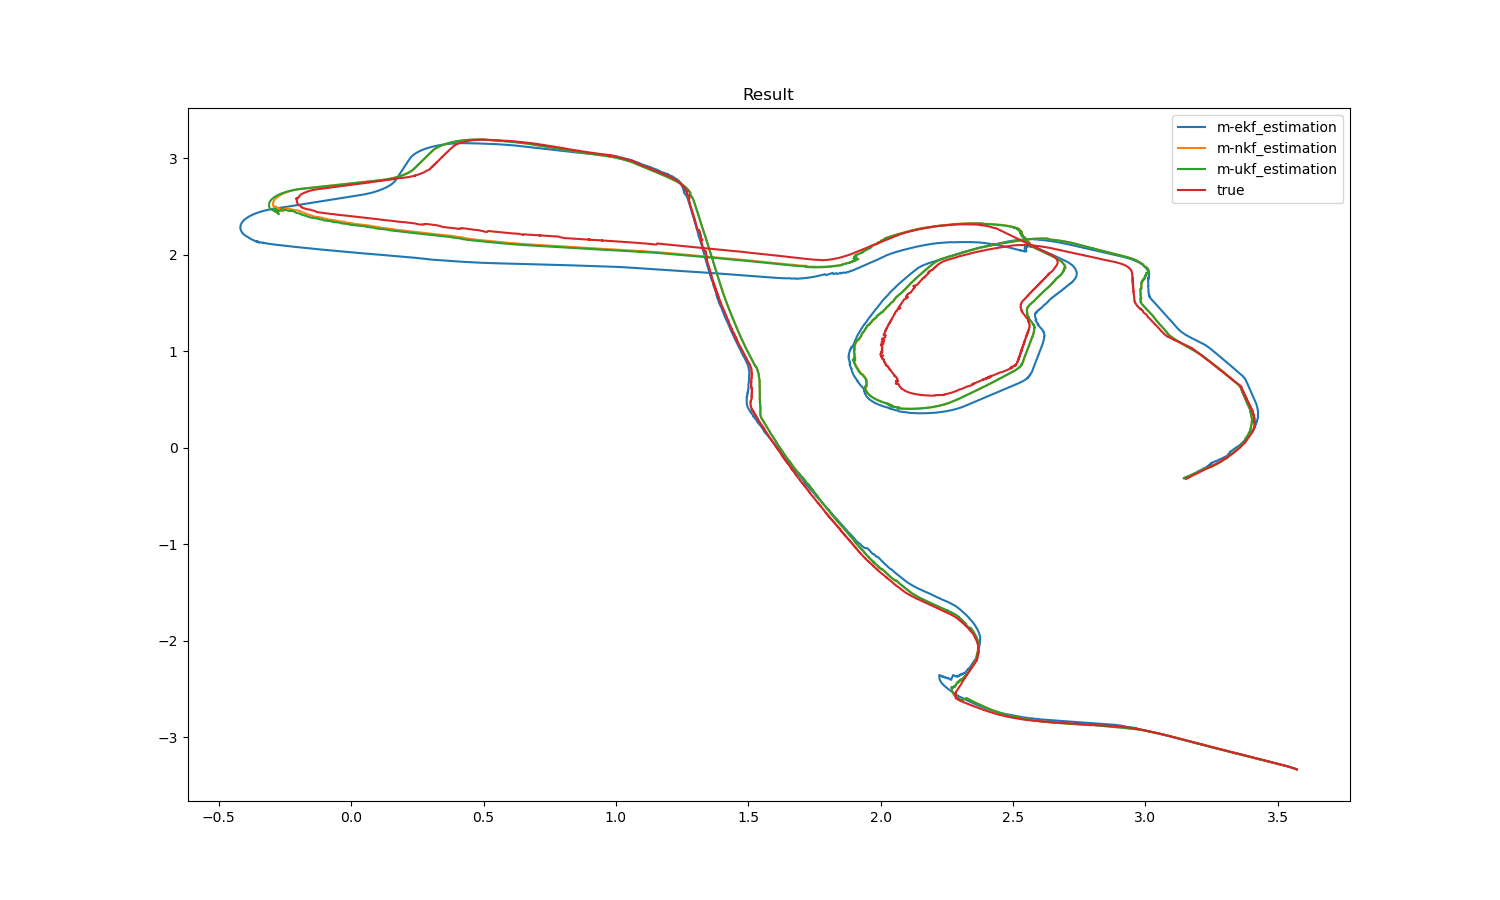 Result
m-ekf_estimation
m-nkf_estimation
m-ukf_estimation
true
3
2
1
0
−1
−2
−3
−0.5 0.0 0.5 1.0 1.5 2.0 2.5 3.0 3.5